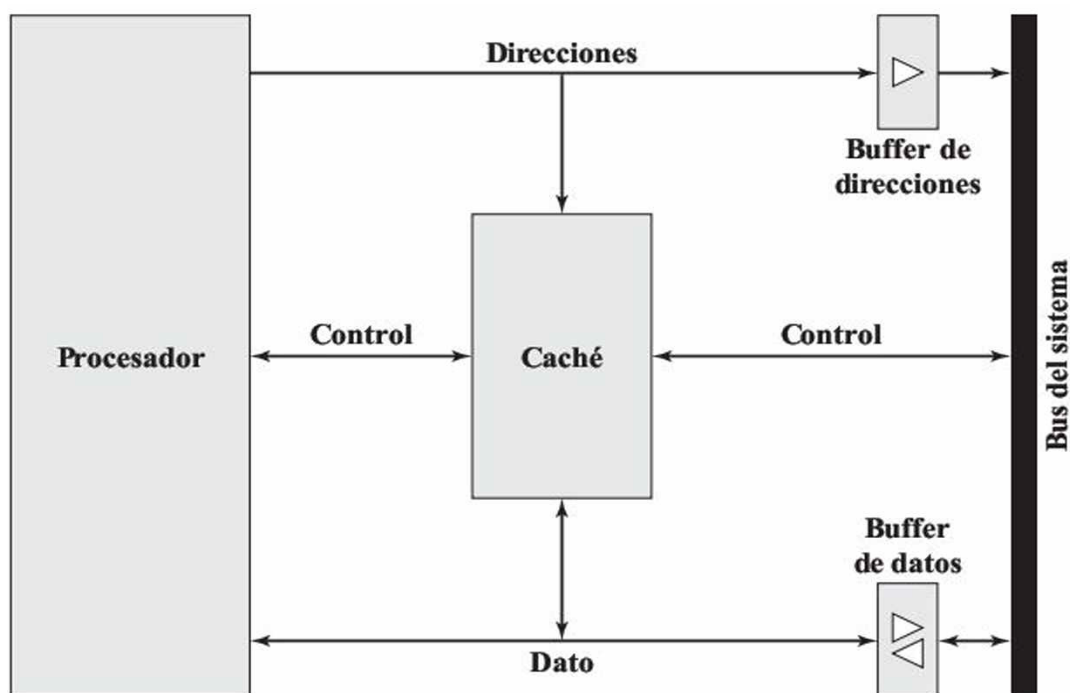 Direcciones
Buffer de
direcciones
Procesador
Control
Caché
Control
Bus del sistema
Buffer
de datos
Dato